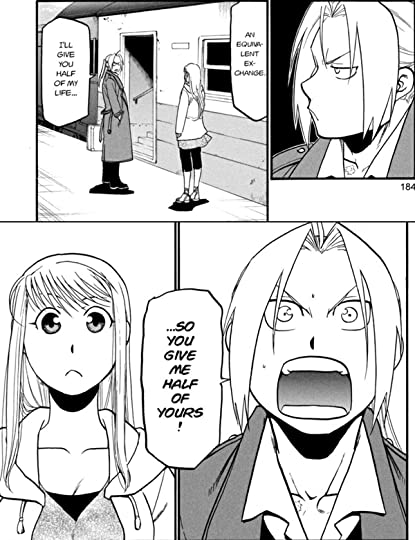 AN
EQUIVA-
LENT
EX-
CHANGE.
I'LL
GIVE
YOU
HALF
OF MY
LIFE...
184
...SO
YOU
GIVE
ME
HALF
OF
YOURS
!